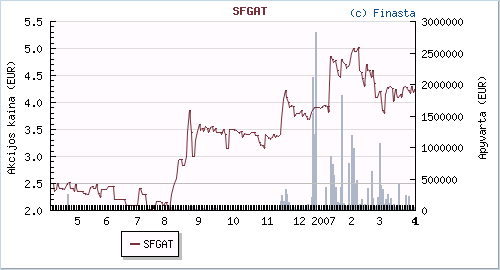 SFGAT
(c) Finasta
Akcijos kaina (EUR)
5.5
5.0
4.5
4.0
3.5
3.0
2.5
2.0
3000000
2500000
2000000
1500000
1000000
500000
0
Apyvarta (EUR)
5 6 7 8 9 10 11 12 2007 2 3 4
SFGAT